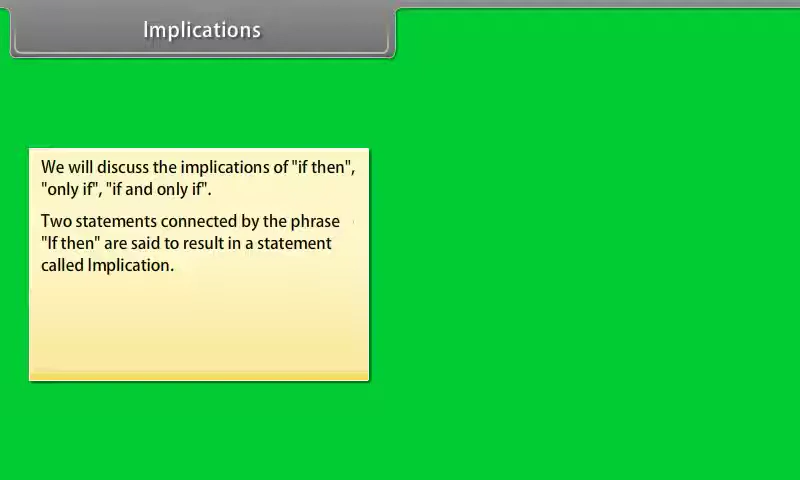 Implications
We will discuss the implications of "if then",
"only if", "if and only if".
Two statements connected by the phrase
"If then" are said to result in a statement
called Implication.